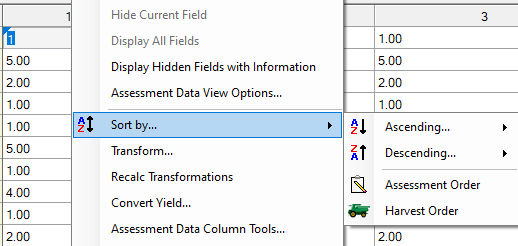 1
3
1
5.00
2.00
1.00
1.00
5.00
1.00
4.00
1.00
2.00
Hide Current Field
Display All Fields
Display Hidden Fields with Information
Assessment Data View Options...
Sort by...
Transform...
Recalc Transformations
Convert Yield...
Assessment Data Column Tools...
1.00
5.00
2.00
1.00
Ascending...
Descending...
Assessment Order
Harvest Order
2.00